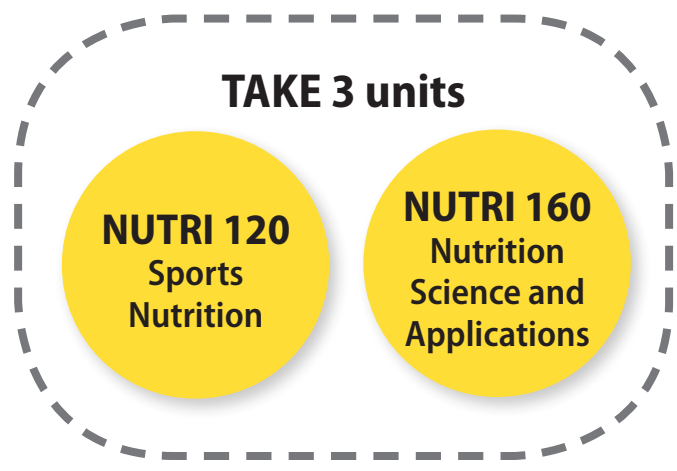 TAKE 3 units
NUTRI 120
Sports
Nutrition
NUTRI 160
Nutrition
Science and
Applications